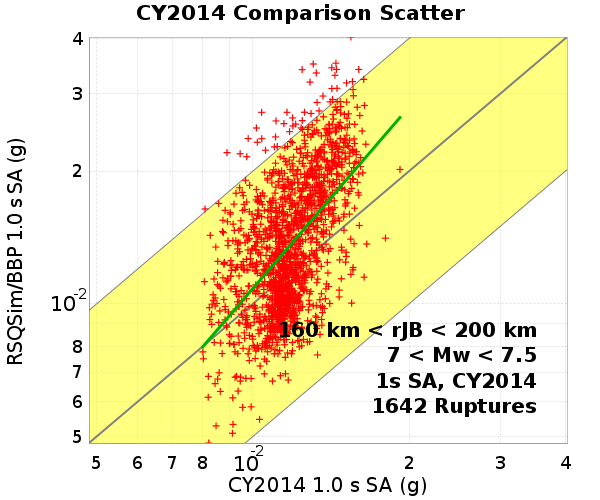 CY2014 Comparison Scatter
RSQSim/BBP 1.0 s SA (g)
4
3
2
10^-2
8
7
6
5
160 km < rJB < 200 km
7 < Mw < 7.5
1s SA, CY2014
1642 Ruptures
5 6 7 8 10^-2 2 3 4
CY2014 1.0 s SA (g)